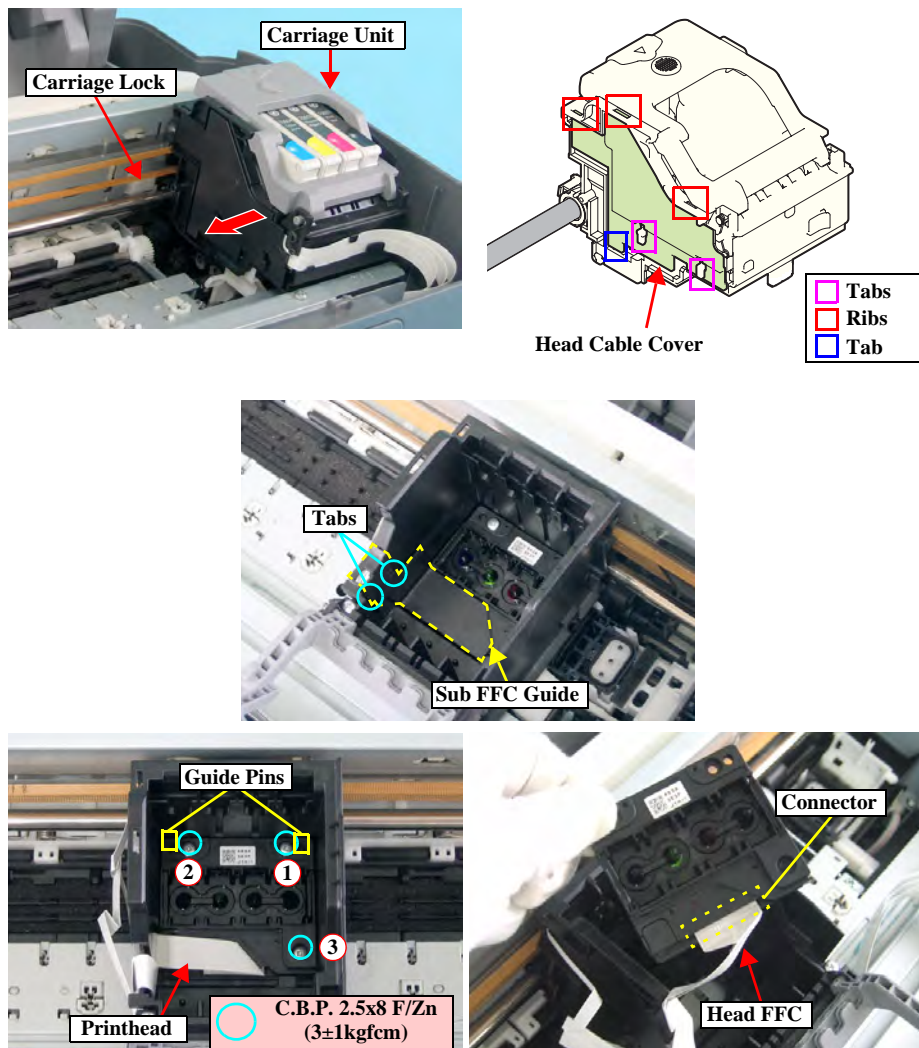 Carriage Unit
Carriage Lock
Head Cable Cover
Tabs
Ribs
Tab
Tabs
Sub FFC Guide
Guide Pins
2
1
3
Printhead
C.B.P. 2.5x8 F/Zn
(3±1kgfcm)
Connector
Head FFC